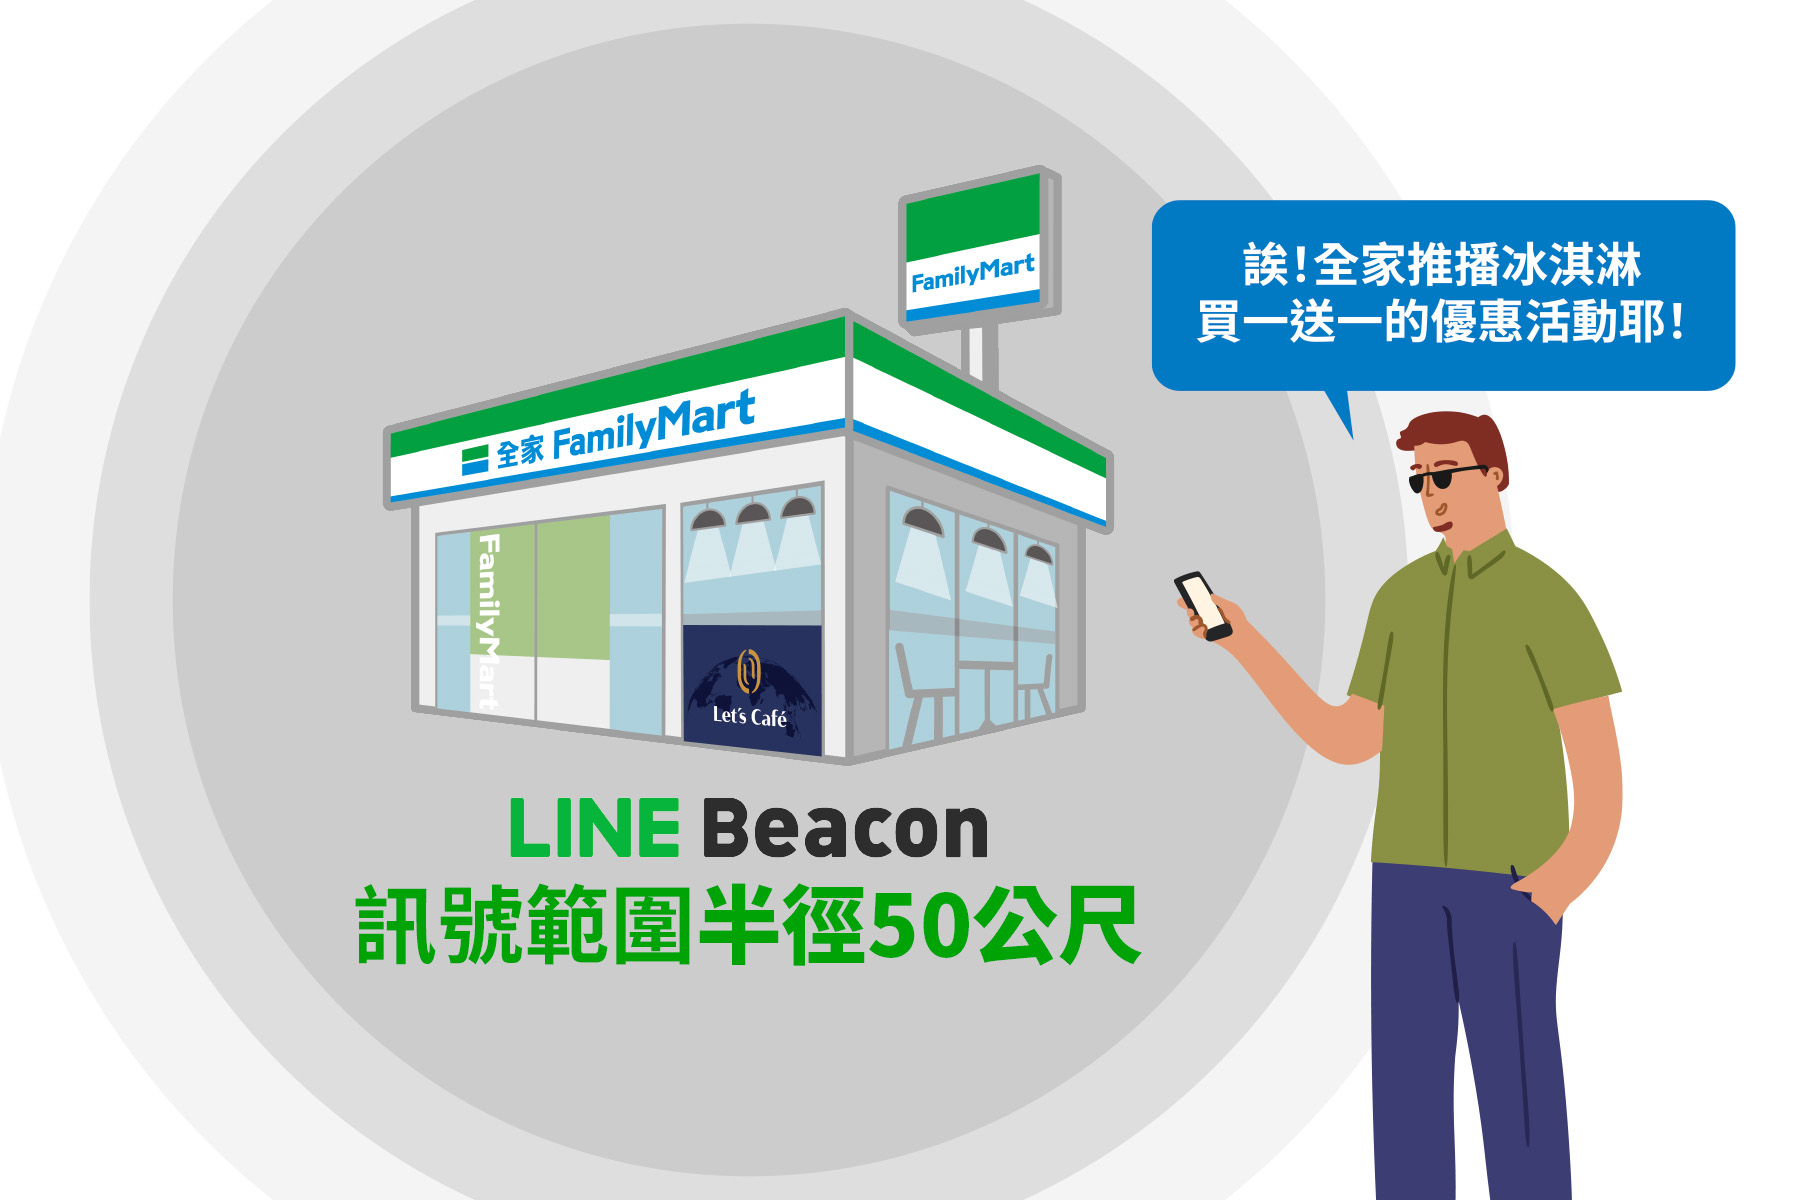 FamilyMart
誒！全家推播冰淇淋
買一送一的優惠活動耶！
全家 FamilyMart
FamilyMart
Let's Café
LINE Beacon
訊號範圍半徑50公尺